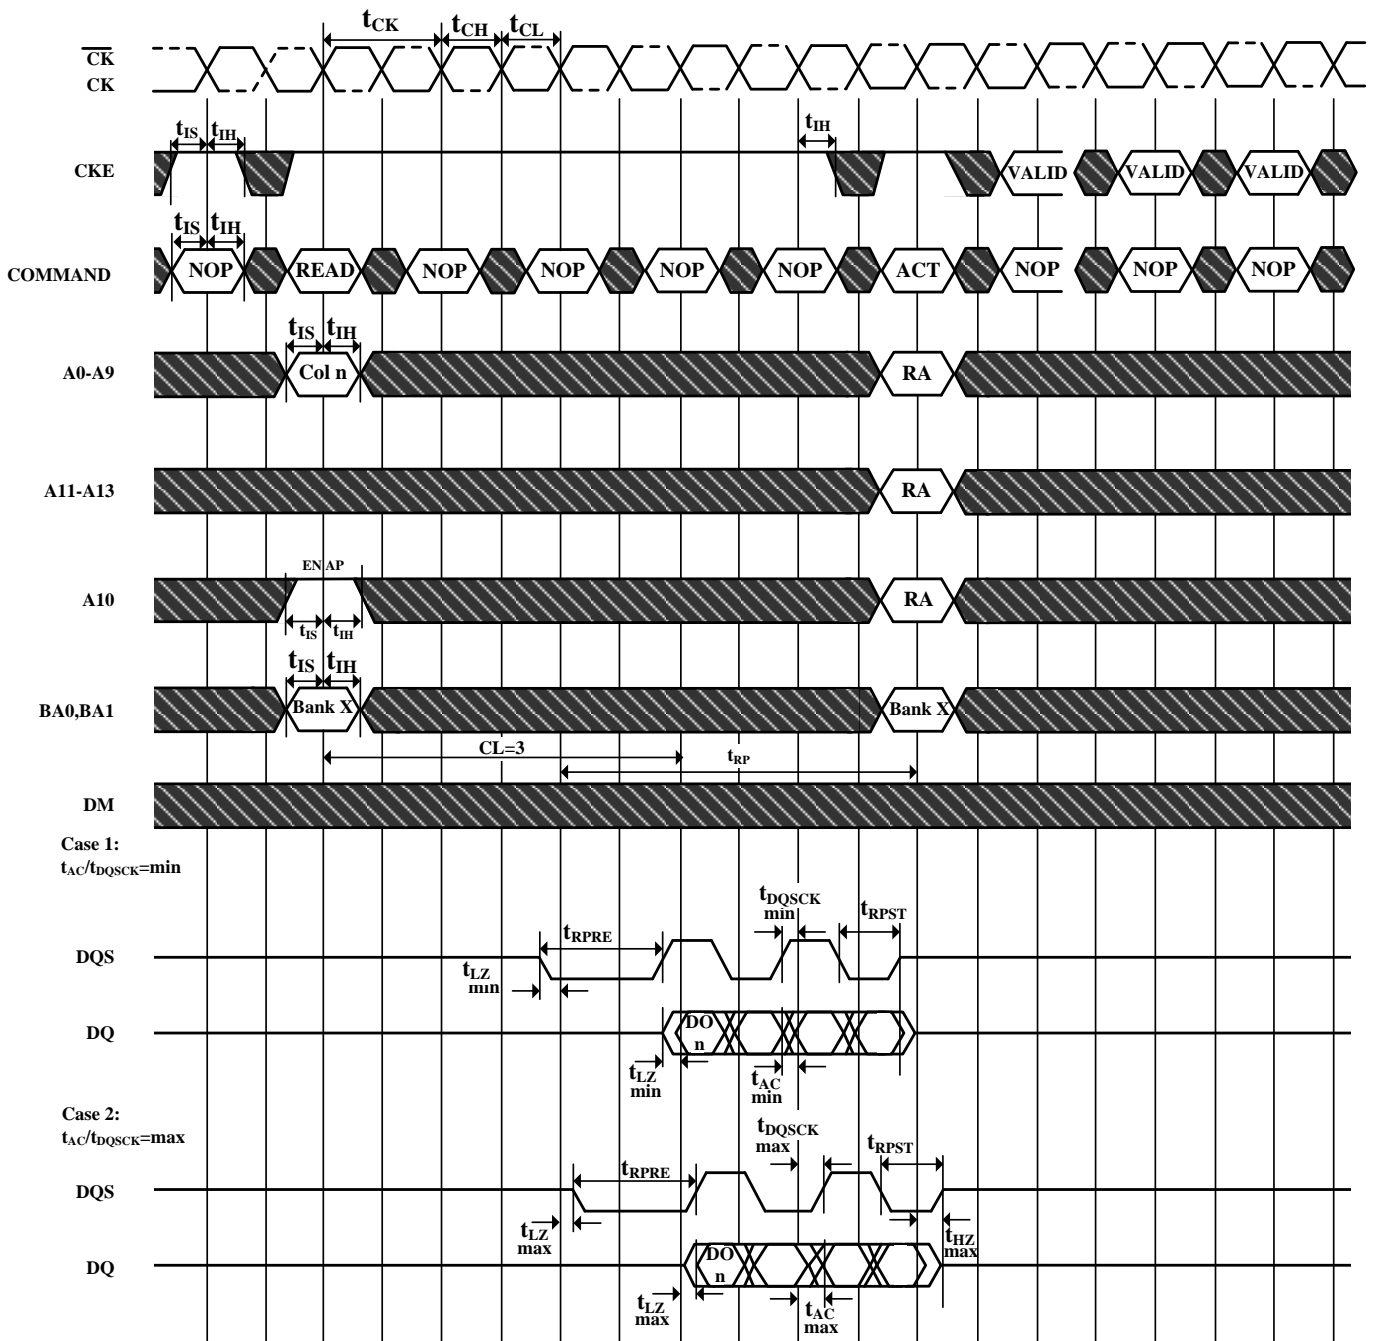 tCK tCH tCL
CK
CK
tIS tIH tIH
CKE VALID VALID VALID
tIS tIH
COMMAND NOP READ NOP NOP NOP NOP ACT NOP NOP NOP
tIS tIH
A0-A9 Col n RA
A11-A13 RA
EN AP
A10 RA
tIS tIH
tIS tIH
BA0,BA1 Bank X Bank X
CL=3
tRP
DM
Case 1:
tAC/tDQSCK=min
tDQSCK
min
tRPST
tRPRE
DQS
tLZ
min
DQ DO
n
tLZ
min
tAC
min
Case 2:
tAC/tDQSCK=max
tDQSCK
max
tRPST
tRPRE
DQS
tLZ
max
tHZ
max
DQ DO
n
tLZ
max
tAC
max